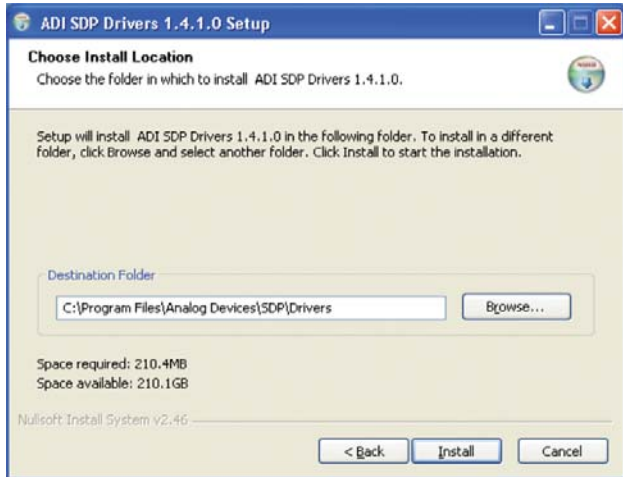 ADI SDP Drivers 1.4.1.0 Setup
Choose Install Location
Choose the folder in which to install ADI SDP Drivers 1.4.1.0.
Setup will install ADI SDP Drivers 1.4.1.0 in the following folder. To install in a different
folder, click Browse and select another folder. Click Install to start the installation.
Destination Folder
C:\Program Files\Analog Devices\SDP\Drivers
Browse...
Space required: 210.4MB
Space available: 210.1GB
Nullsoft Install System v2.46
< Back
Install
Cancel